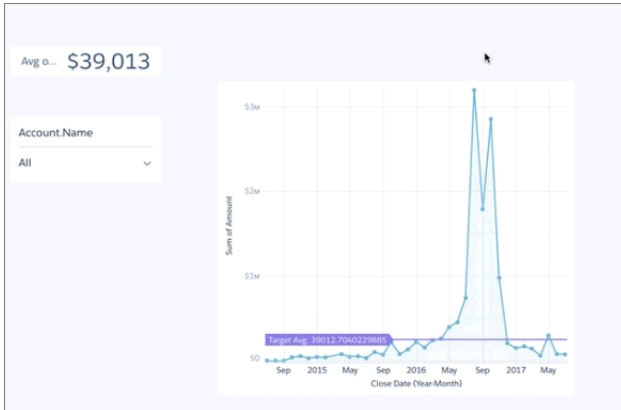 Avg o... $39,013
Account.Name
All
$3M
$2M
$1M
$0
Sum of Amount
Target Avg: 39012.7040229885
Sep 2015 May Sep 2016 May Sep 2017 May
Close Date (Year-Month)